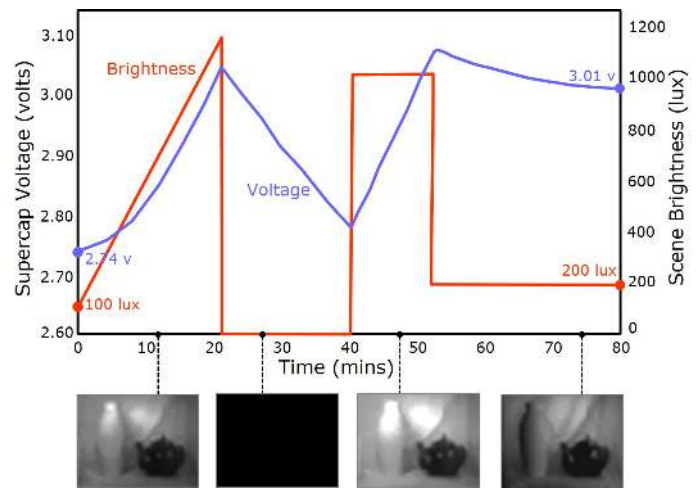 3.10
1200
Brightness
3.01 v
3.00
1000
2.90
800
600
Voltage
2.80
400
2.74 v
2.70
200 lux
200
100 lux
2.60
0
0
10
20
30
40
50
60
70
80
Time (mins)
Supercap Voltage (volts)
Scene Brightness (lux)